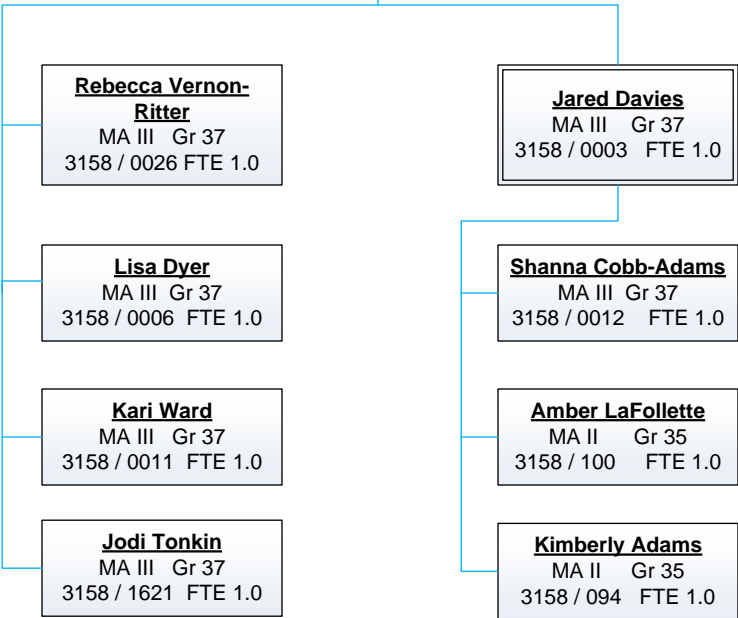 Rebecca Vernon-
Ritter
MA III Gr 37
3158 / 0026 FTE 1.0
Lisa Dyer
MA III Gr 37
3158 / 0006 FTE 1.0
Kari Ward
MA III Gr 37
3158 / 0011 FTE 1.0
Jodi Tonkin
MA III Gr 37
3158 / 1621 FTE 1.0
Jared Davies
MA III Gr 37
3158 / 0003 FTE 1.0
Shanna Cobb-Adams
MA III Gr 37
3158 / 0012 FTE 1.0
Amber LaFollette
MA II Gr 35
3158 / 100 FTE 1.0
Kimberly Adams
MA II Gr 35
3158 / 094 FTE 1.0